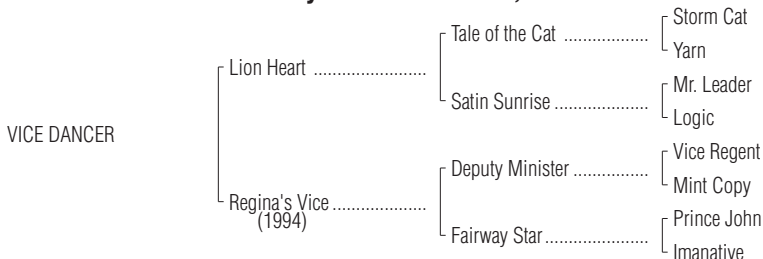 Storm Cat
Tale of the Cat ..................
Yarn
Lion Heart ........................
Mr. Leader
Satin Sunrise ....................
Logic
VICE DANCER
Vice Regent
Deputy Minister ................
Mint Copy
Regina's Vice ....................
(1994)
Prince John
Fairway Star......................
Imanative